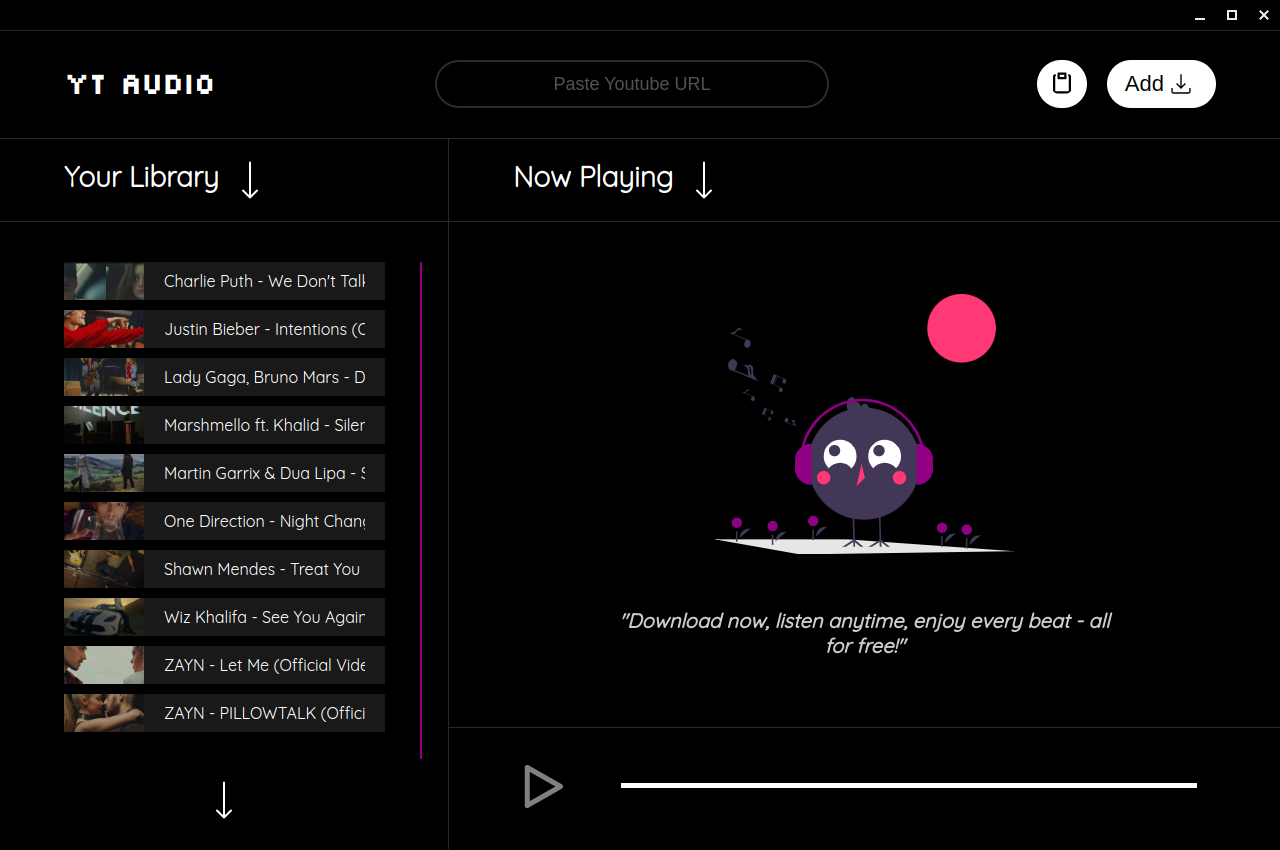 YT AUDIO
Paste Youtube URL
Add
Your Library
Now Playing
Charlie Puth - We Don't Talk
Justin Bieber - Intentions (O
Lady Gaga, Bruno Mars - D
Marshmello ft. Khalid - Silen
Martin Garrix & Dua Lipa - S
One Direction - Night Chang
Shawn Mendes - Treat You
Wiz Khalifa - See You Again
ZAYN - Let Me (Official Vide
ZAYN - PILLOWTALK (Offici
"Download now, listen anytime, enjoy every beat - all
for free!"